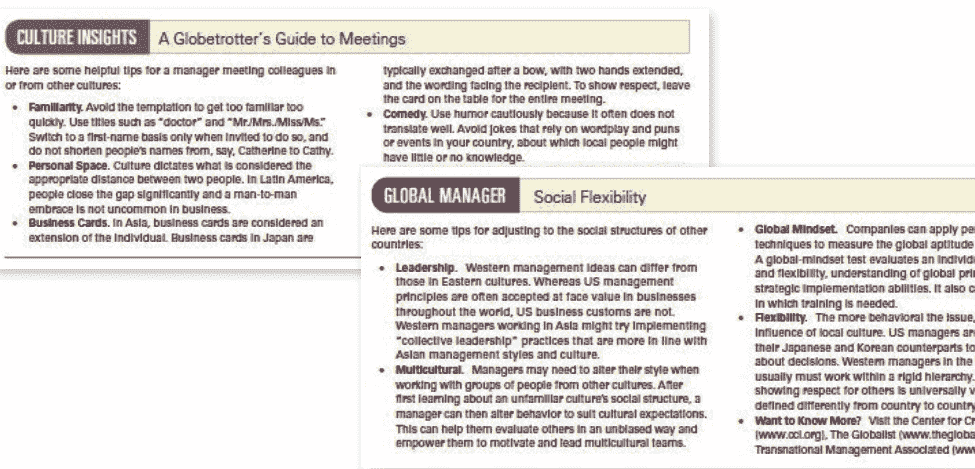 CULTURE INSIGHTS A Globetrotter's Guide to Meetings
Here are some helpful tips for a manager meeting colleagues in
or from other cultures:
• Familiarity. Avoid the temptation to get too familiar too
quickly. Use titles such as "doctor" and "Mr./Mrs./Miss/Ms."
Switch to a first-name basis only when invited to do so, and
do not shorten people's names from, say, Catherine to Cathy.
• Personal Space. Culture dictates what is considered the
appropriate distance between two people. In Latin America,
people close the gap significantly and a man-to-man
embrace is not uncommon in business.
• Business Cards. In Asia, business cards are considered an
extension of the individual. Business cards in Japan are
typically exchanged after a bow, with two hands extended,
and the wording facing the recipient. To show respect, leave
the card on the table for the entire meeting.
• Comedy. Use humor cautiously because it often does not
translate well. Avoid jokes that rely on wordplay and puns
or events in your country, about which local people might
have little or no knowledge.
GLOBAL MANAGER Social Flexibility
Here are some tips for adjusting to the social structures of other
countries:
• Leadership. Western management ideas can differ from
those in Eastern cultures. Whereas US management
principles are often accepted at face value in businesses
throughout the world, US business customs are not.
Western managers working in Asia might try implementing
"collective leadership" practices that are more in line with
Asian management styles and culture.
• Multicultural. Managers may need to alter their style when
working with groups of people from other cultures. After
first learning about an unfamiliar culture's social structure, a
manager can then alter behavior to suit cultural expectations.
This can help them evaluate others in an unbiased way and
empower them to motivate and lead multicultural teams.
• Global Mindset. Companies can apply per
techniques to measure the global aptitude
A global-mindset test evaluates an individ
and flexibility, understanding of global prin
strategic implementation abilities. It also c
in which training is needed.
• Flexibility. The more behavioral the issue,
influence of local culture. US managers are
their Japanese and Korean counterparts to
about decisions. Western managers in the
usually must work within a rigid hierarchy.
showing respect for others is universally v
defined differently from country to country
• Want to Know More? Visit the Center for Cr
(www.ccl.org), The Globalist (www.thegloba
Transnational Management Associated (www